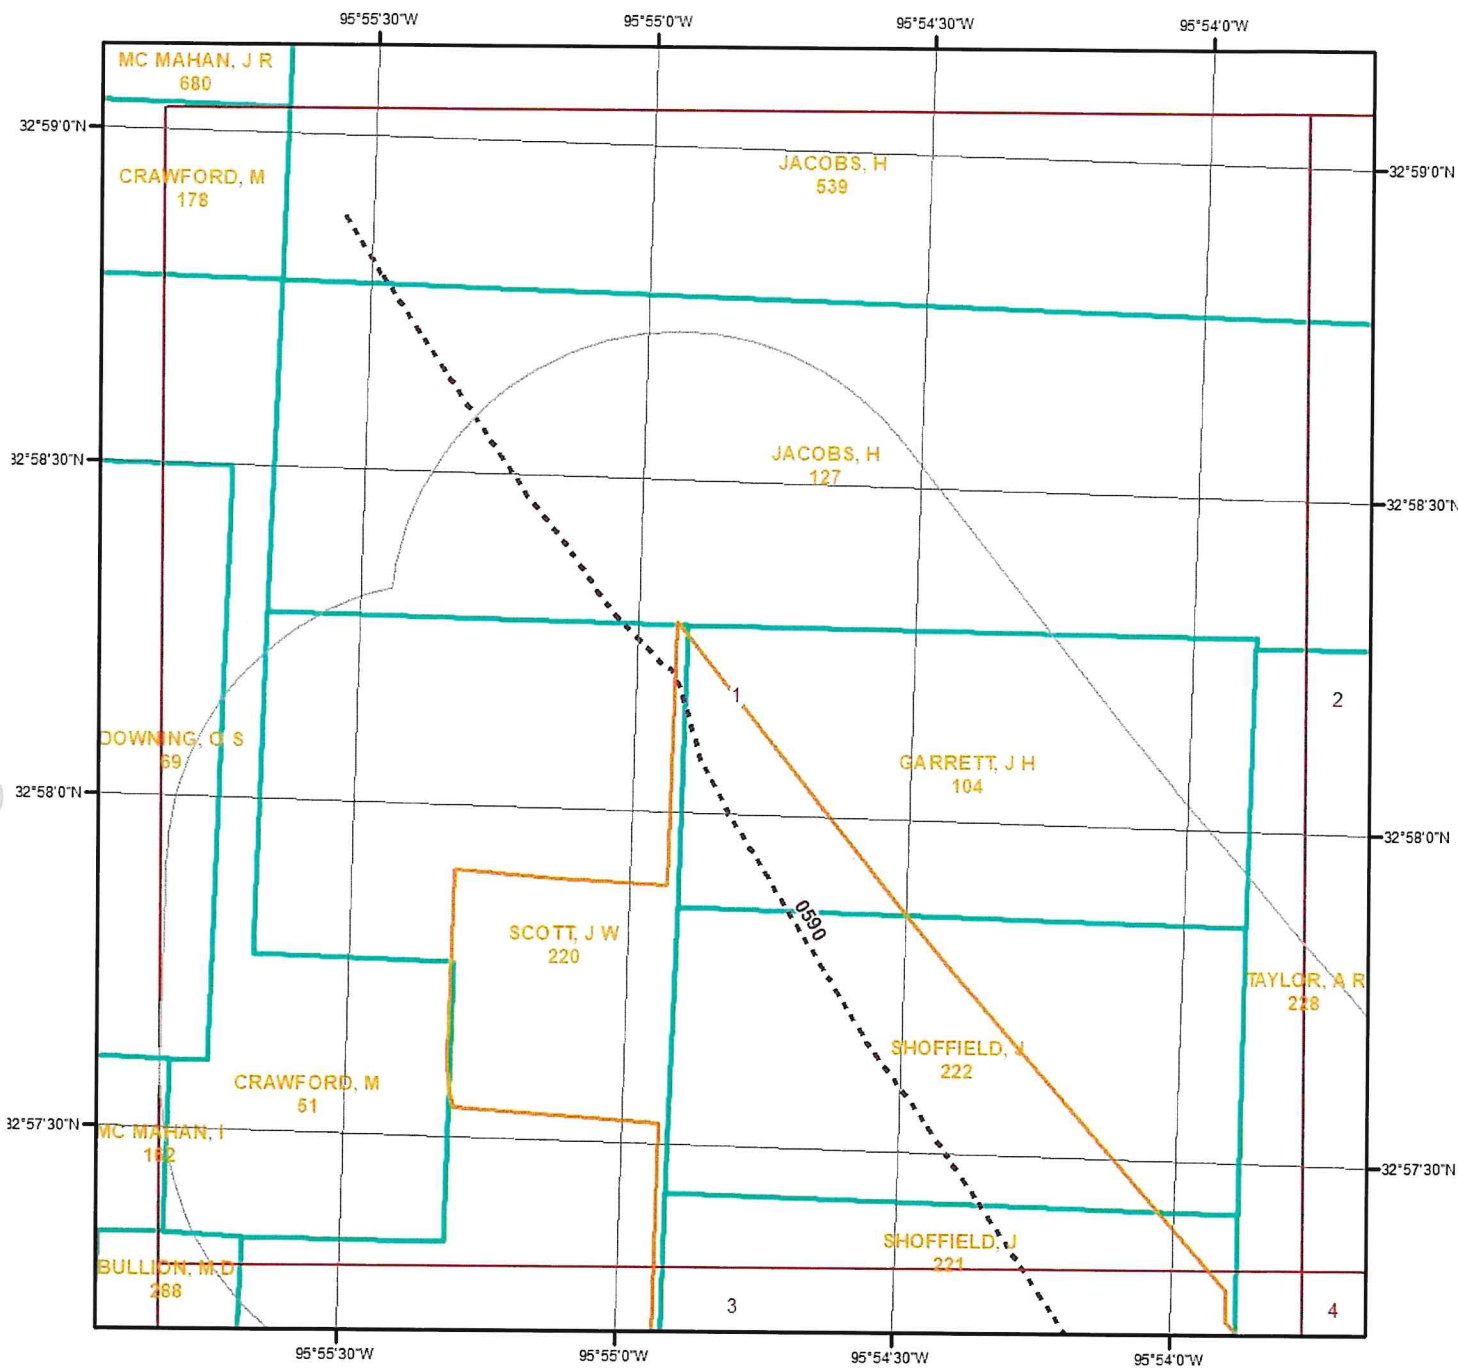 95°55'30"W
95°55'0"W
95°54'30"W
95°54'0"W
MC MAHAN, J R
680
32°59'0"N
JACOBS, H
539
32°59'0"N
CRAWFORD, M
178
32°58'30"N
JACOBS, H
127
32°58'30"N
1
2
DOWNING, C S
69
GARRETT, J H
104
32°58'0"N
32°58'0"N
0590
SCOTT, J W
220
TAYLOR, A R
228
SHOFFIELD, J
222
CRAWFORD, M
51
32°57'30"N
MC MAHAN, I
162
32°57'30"N
SHOFFIELD, J
221
BULLION, M D
288
3
4
95°55'30"W
95°55'0"W
95°54'30"W
95°54'0"W